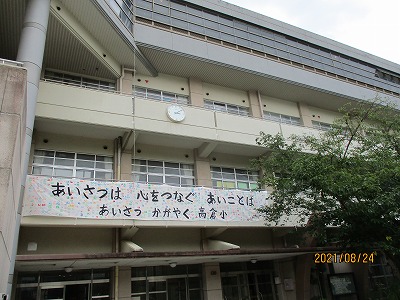 あいさつは 心をつなぐ あいことば
あいさつ かがやく 高倉小
2021/08/24